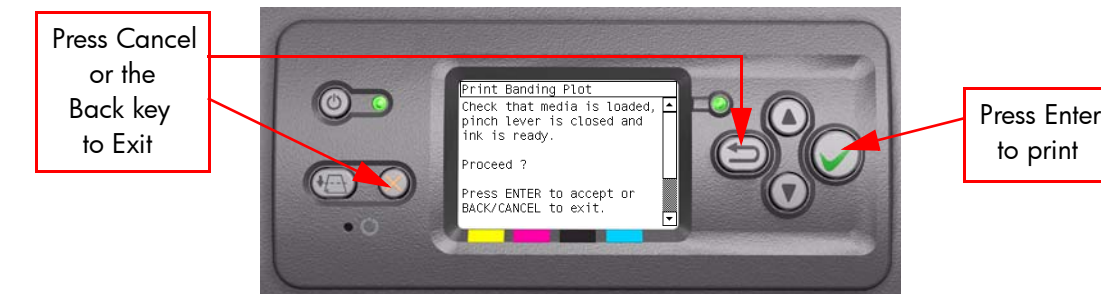 Press Cancel
or the
Back key
to Exit
Print Banding Plot
Check that media is loaded,
pinch lever is closed and
ink is ready.
Proceed ?
Press ENTER to accept or
BACK/CANCEL to exit.
Press Enter
to print